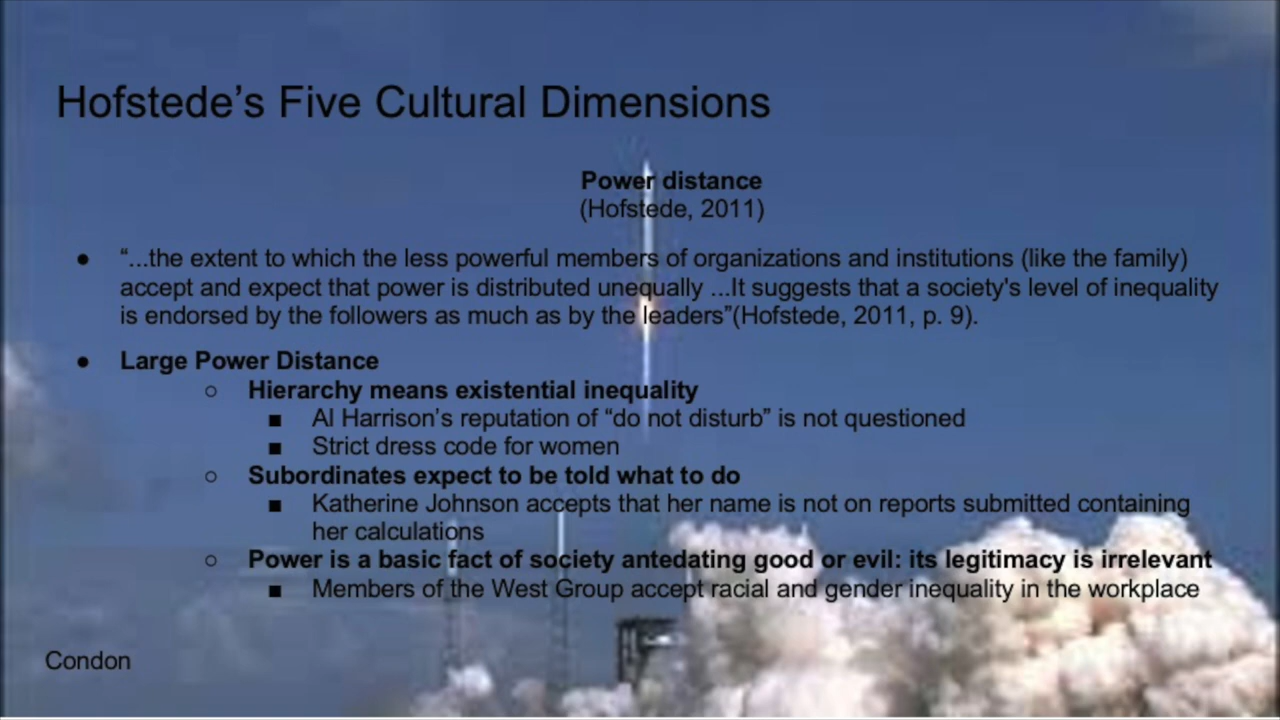 Hofstede’s Five Cultural Dimensions
Power distance
(Hofstede, 2011)
● “...the extent to which the less powerful members of organizations and institutions (like the family)
accept and expect that power is distributed unequally ...It suggests that a society's level of inequality
is endorsed by the followers as much as by the leaders”(Hofstede, 2011, p. 9).
● Large Power Distance
○ Hierarchy means existential inequality
■ Al Harrison’s reputation of “do not disturb” is not questioned
■ Strict dress code for women
○ Subordinates expect to be told what to do
■ Katherine Johnson accepts that her name is not on reports submitted containing
her calculations
○ Power is a basic fact of society antedating good or evil: its legitimacy is irrelevant
■ Members of the West Group accept racial and gender inequality in the workplace
Condon